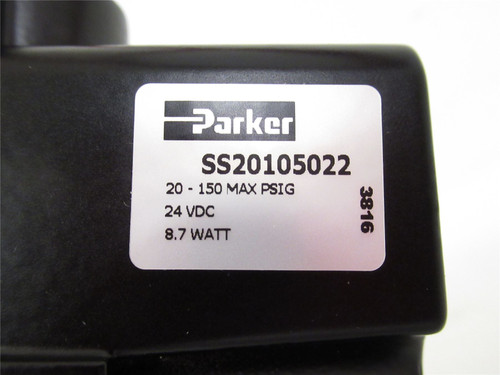 Parker
SS20105022
20 - 150 MAX PSIG
24 VDC
8.7 WATT
3816